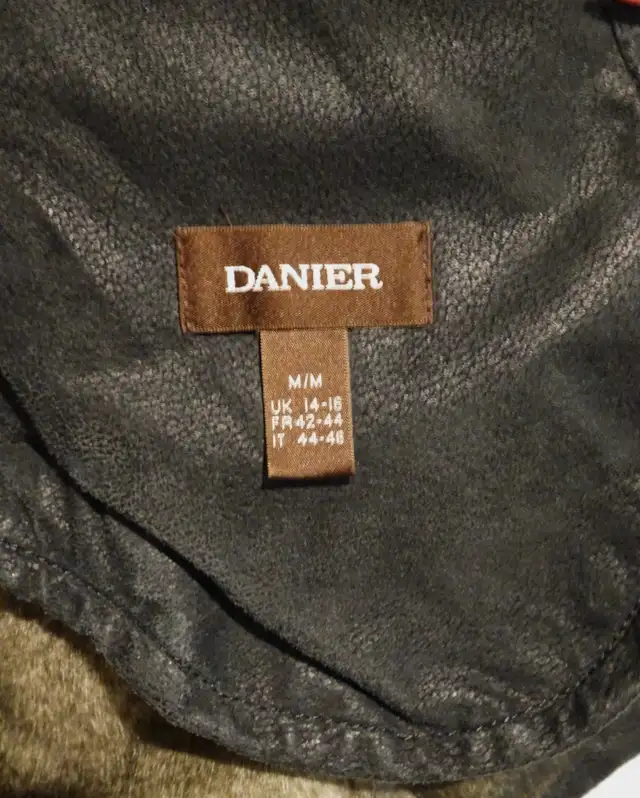 DANIER
M/M
UK 14-16
FR 42-44
IT 44-46